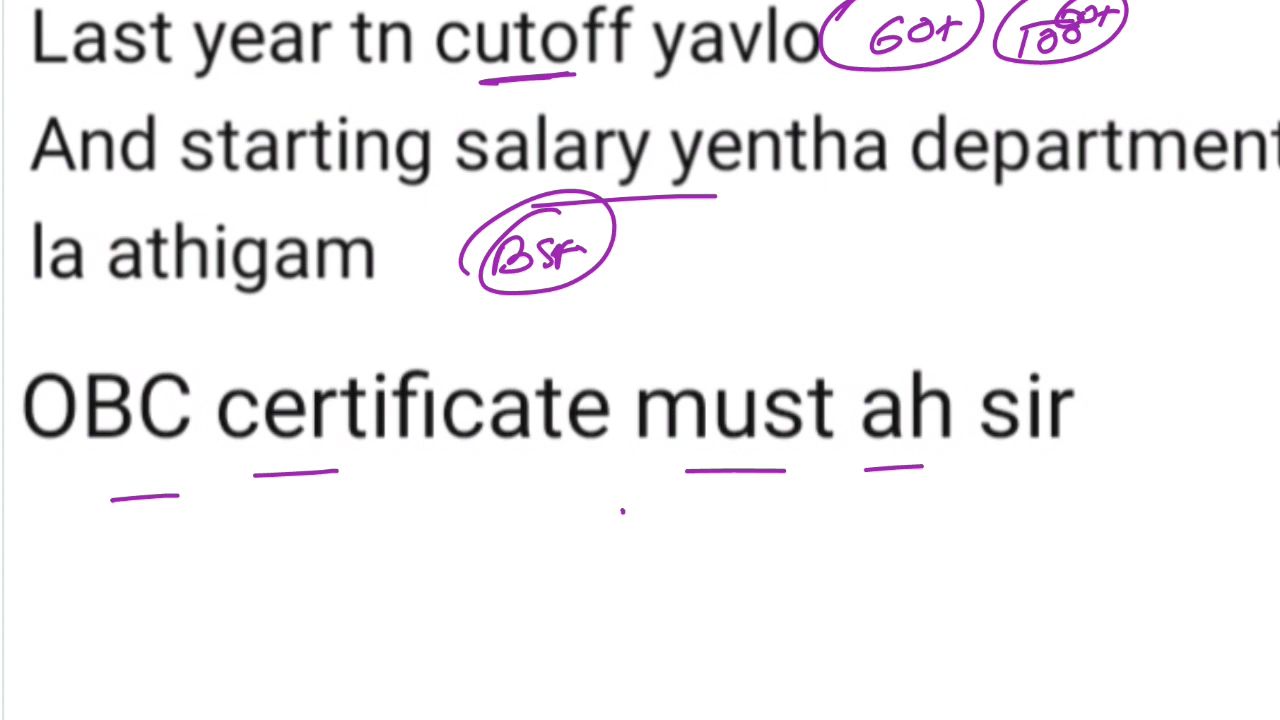 Last year tn cutoff yavlo 60+
And starting salary yentha department
la athigam BSF
OBC certificate must ah sir